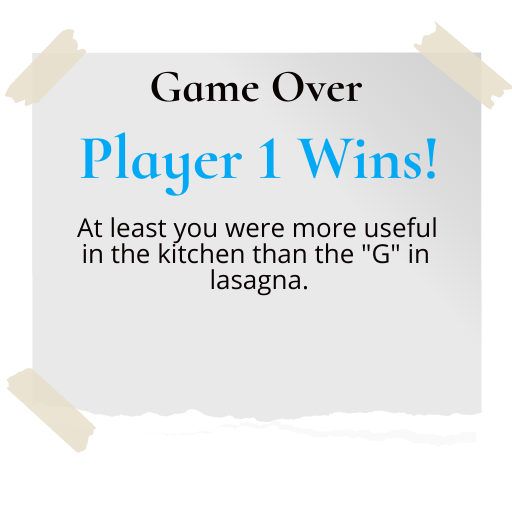 Game Over
Player 1 Wins!
At least you were more useful
in the kitchen than the "G" in
lasagna.